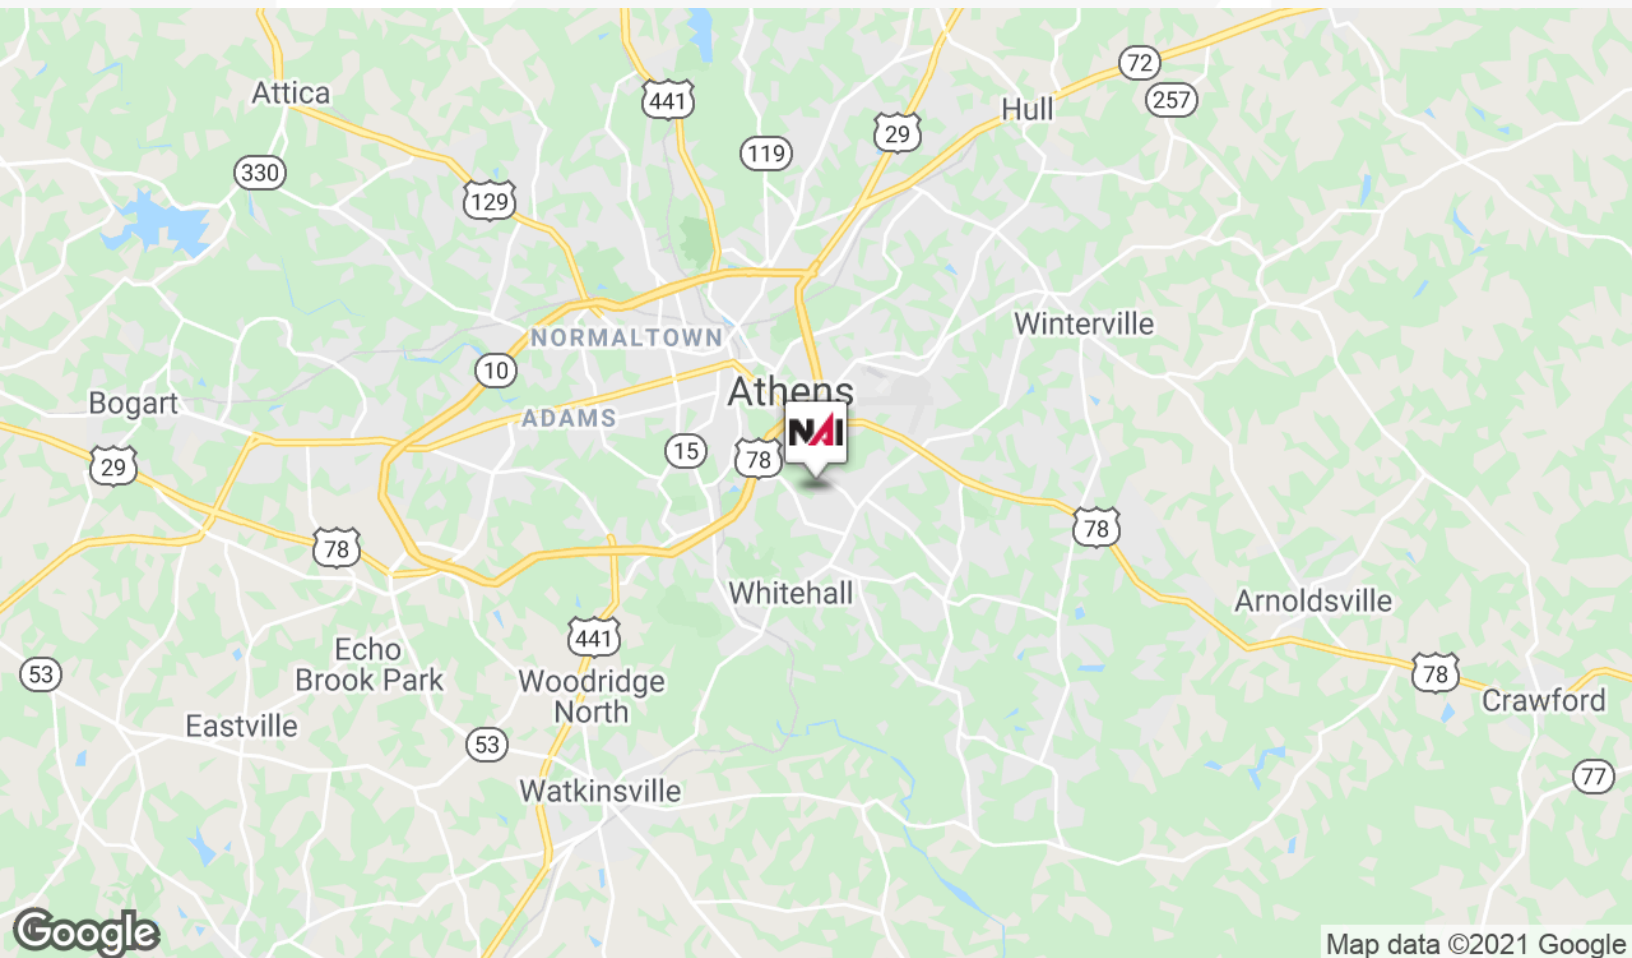 72
Attica
441
257
Hull
29
119
330
129
Winterville
NORMALTOWN
10
Athens
Bogart
ADAMS
NAI
15
78
29
78
78
Whitehall
Arnoldsville
441
Echo
Brook Park
53
Woodridge
North
78
Crawford
Eastville
53
77
Watkinsville
Google
Map data ©2021 Google